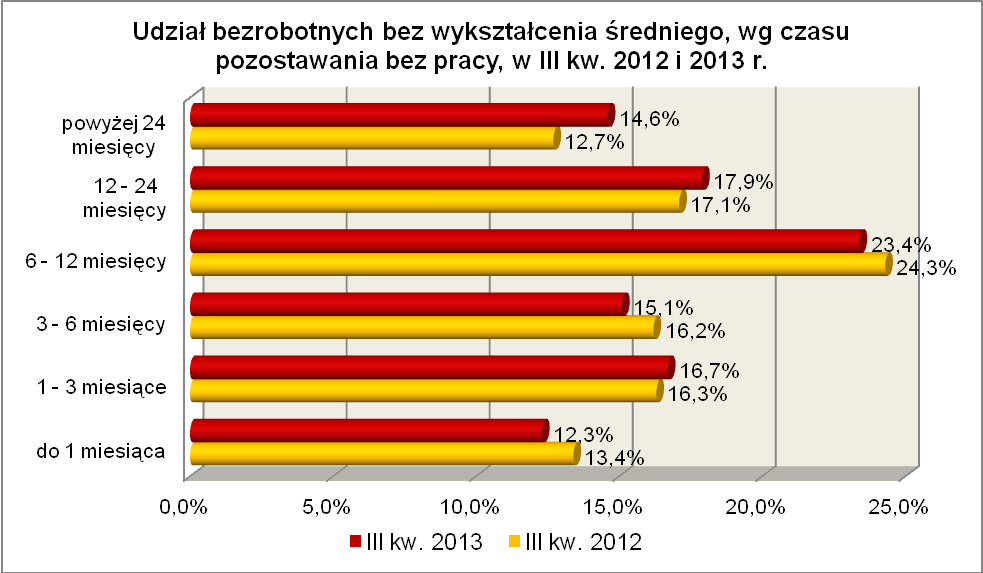 Udział bezrobotnych bez wykształcenia średniego, wg czasu
pozostawania bez pracy, w III kw. 2012 i 2013 r.
powyżej 24
miesięcy
14,6%
12,7%
12 - 24
miesięcy
17,9%
17,1%
6 - 12 miesięcy
23,4%
24,3%
3 - 6 miesięcy
15,1%
16,2%
1 - 3 miesiące
16,7%
16,3%
do 1 miesiąca
12,3%
13,4%
0,0% 5,0% 10,0% 15,0% 20,0% 25,0%
III kw. 2013 III kw. 2012